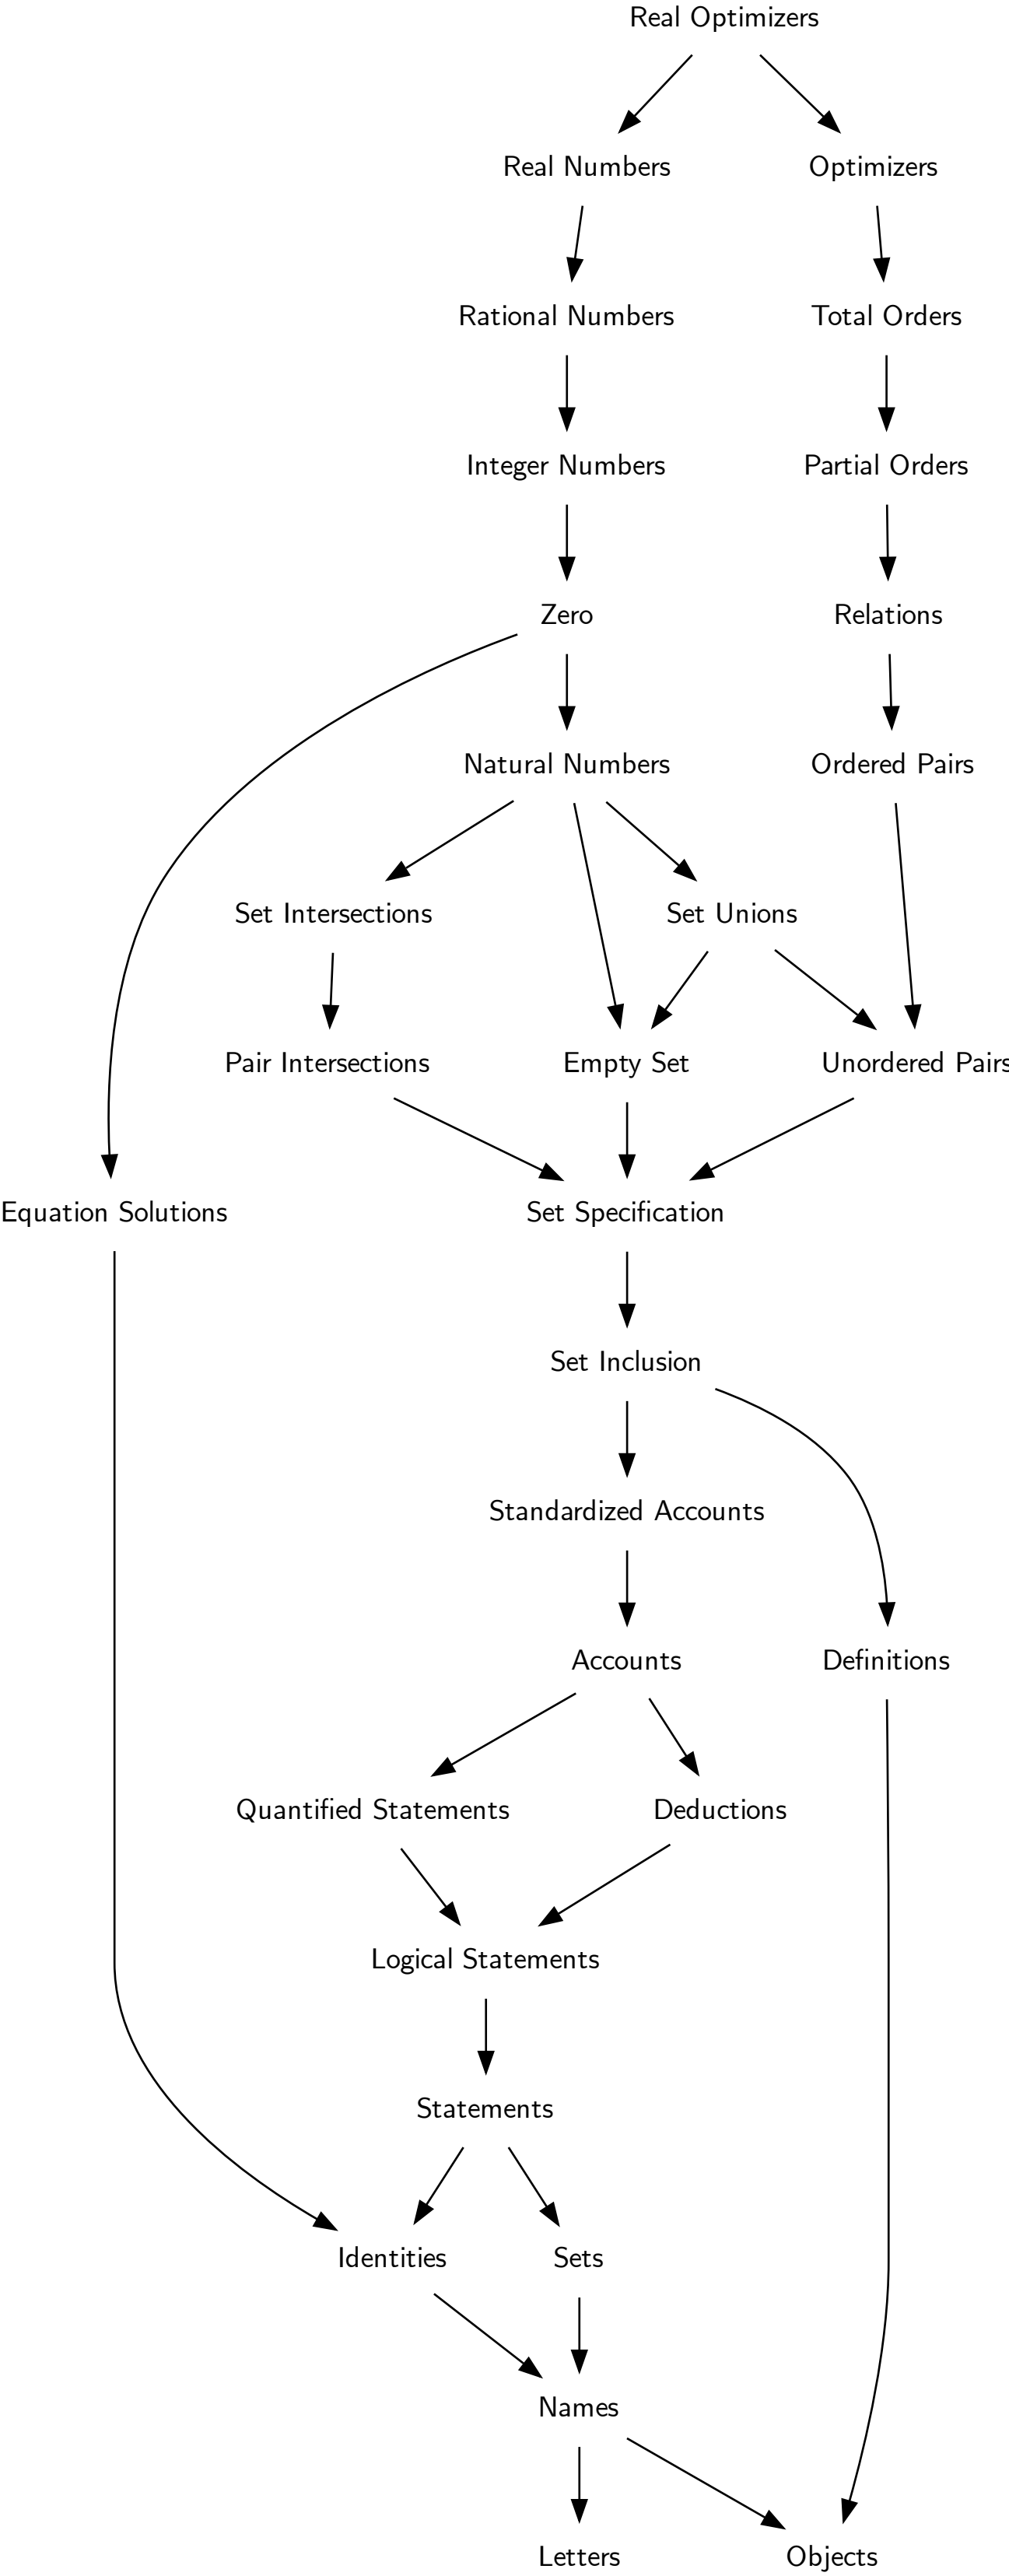 Real Optimizers
Real Numbers
Optimizers
Rational Numbers
Total Orders
Integer Numbers
Partial Orders
Zero
Relations
Natural Numbers
Ordered Pairs
Set Intersections
Set Unions
Pair Intersections
Empty Set
Unordered Pairs
Equation Solutions
Set Specification
Set Inclusion
Standardized Accounts
Accounts
Definitions
Quantified Statements
Deductions
Logical Statements
Statements
Identities
Sets
Names
Letters
Objects